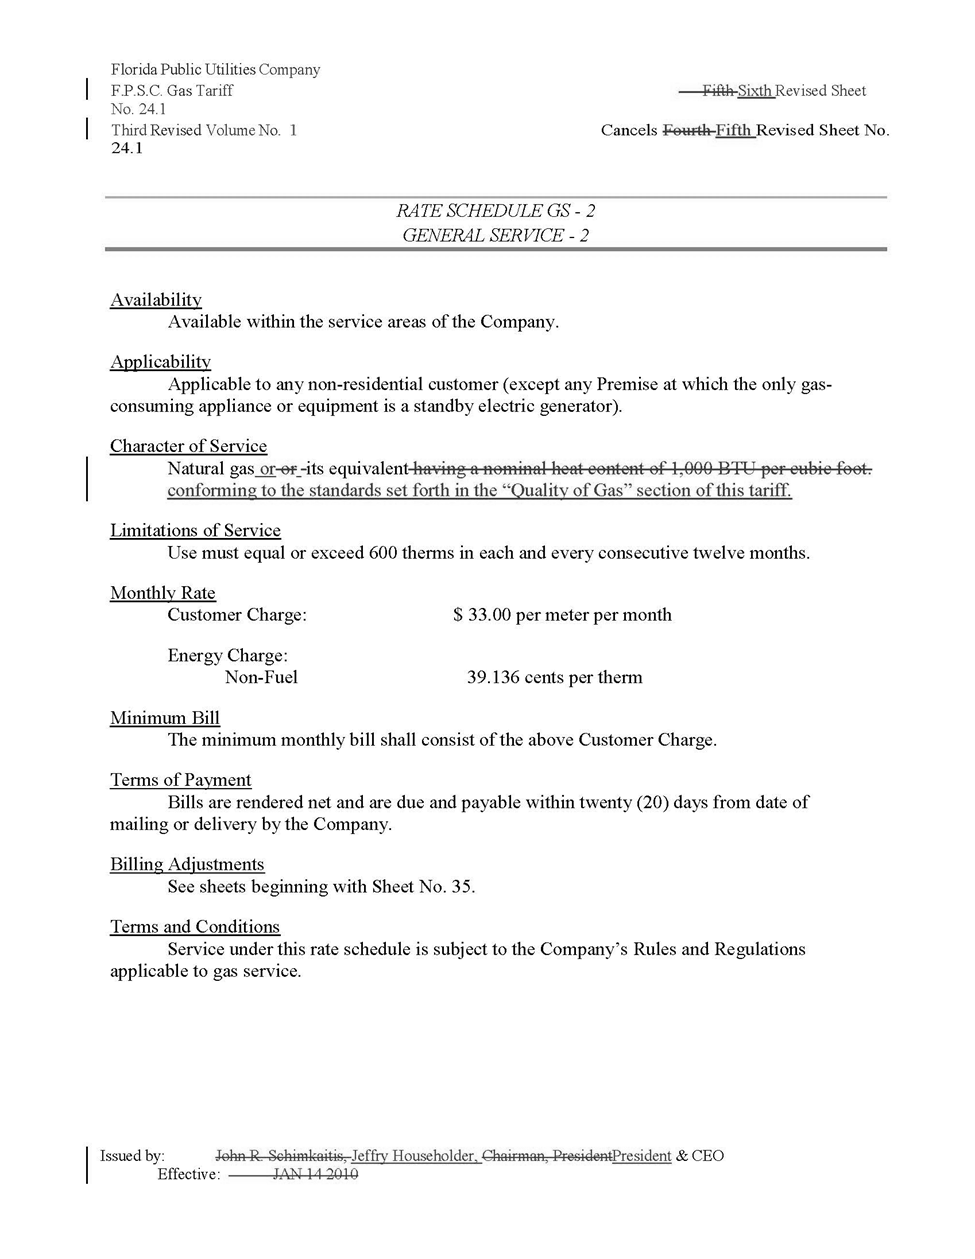 Florida Public Utilities Company
F.P.S.C. Gas Tariff Fifth Sixth Revised Sheet
No. 24.1
Third Revised Volume No. 1 Cancels Fourth Fifth Revised Sheet No.
24.1
RATE SCHEDULE GS - 2
GENERAL SERVICE - 2
Availability
Available within the service areas of the Company.
Applicability
Applicable to any non-residential customer (except any Premise at which the only gas-
consuming appliance or equipment is a standby electric generator).
Character of Service
Natural gas or or its equivalent having a nominal heat content of 1,000 BTU per cubic foot.
conforming to the standards set forth in the “Quality of Gas” section of this tariff.
Limitations of Service
Use must equal or exceed 600 therms in each and every consecutive twelve months.
Monthly Rate
Customer Charge: $ 33.00 per meter per month
Energy Charge:
Non-Fuel 39.136 cents per therm
Minimum Bill
The minimum monthly bill shall consist of the above Customer Charge.
Terms of Payment
Bills are rendered net and are due and payable within twenty (20) days from date of
mailing or delivery by the Company.
Billing Adjustments
See sheets beginning with Sheet No. 35.
Terms and Conditions
Service under this rate schedule is subject to the Company’s Rules and Regulations
applicable to gas service.
Issued by: John R. Schimkaitis, Jeffry Householder, Chairman, PresidentPresident & CEO
Effective: JAN 14 2010